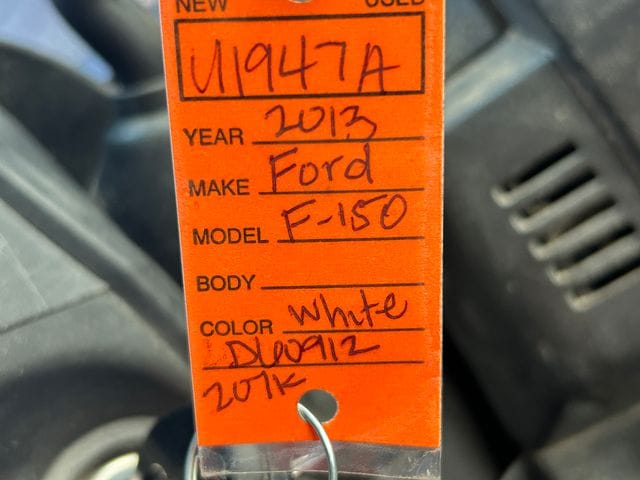 NEW USED
U1947A
YEAR 2013
MAKE Ford
MODEL F-150
BODY
COLOR White
D60912
207K